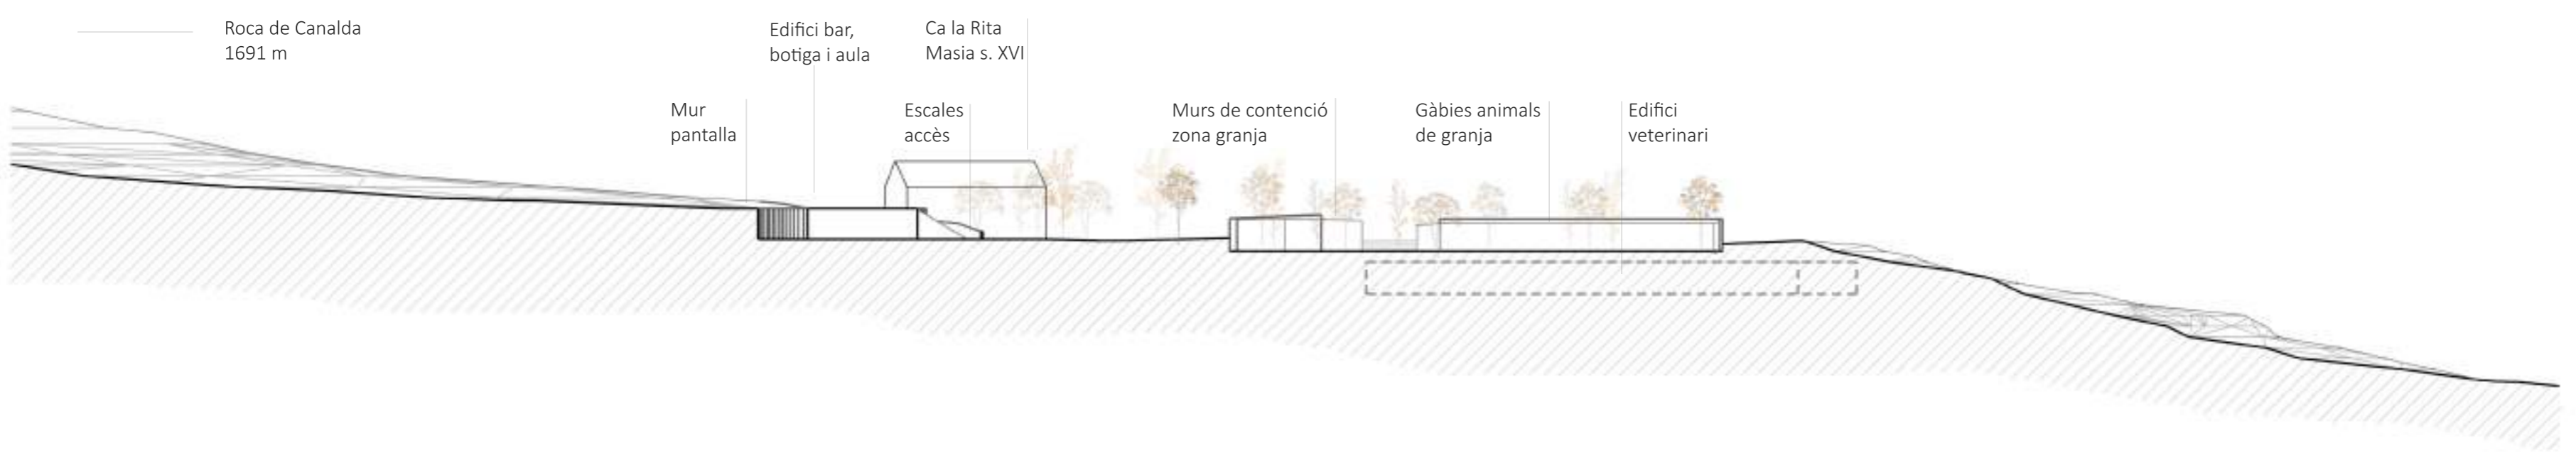 Roca de Canalda
1691 m
Edifici bar,
botiga i aula
Ca la Rita
Masia s. XVI
Mur
pantalla
Escales
accès
Murs de contenció
zona granja
Gàbies animals
de granja
Edifici
veterinari